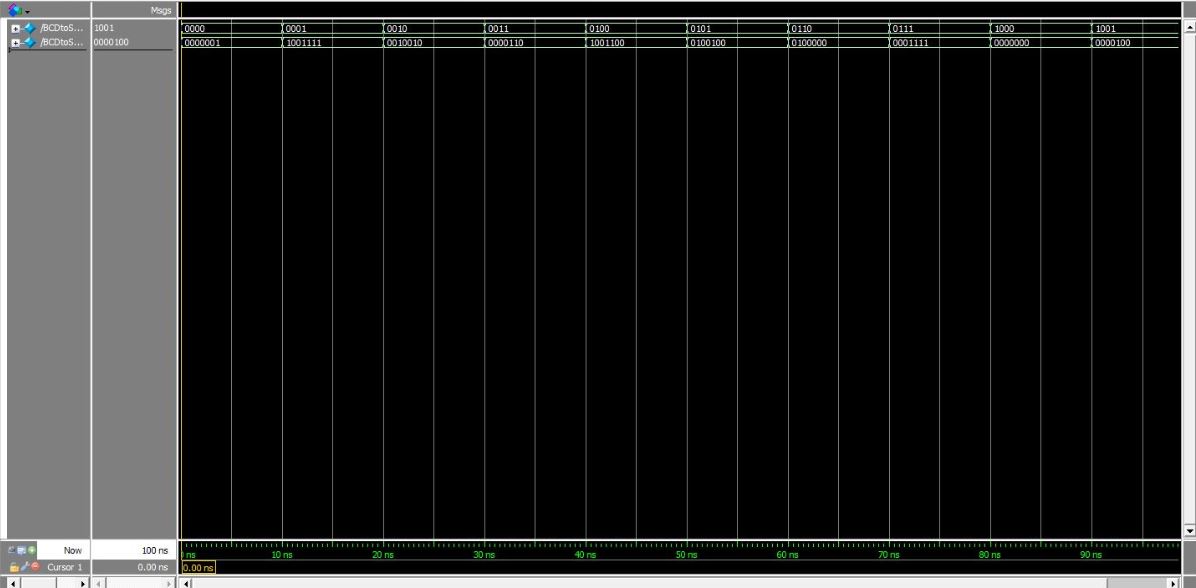 Msgs
/BCDtoS... 1001 0000 0001 0010 0011 0100 0101 0110 0111 1000 1001
/BCDtoS... 0000100 0000001 1001111 0010010 0000110 1001100 0100100 0100000 0001111 0000000 0000100
Now 100 ns ns 10 ns 20 ns 30 ns 40 ns 50 ns 60 ns 70 ns 80 ns 90 ns
Cursor 1 0.00 ns 0.00 ns